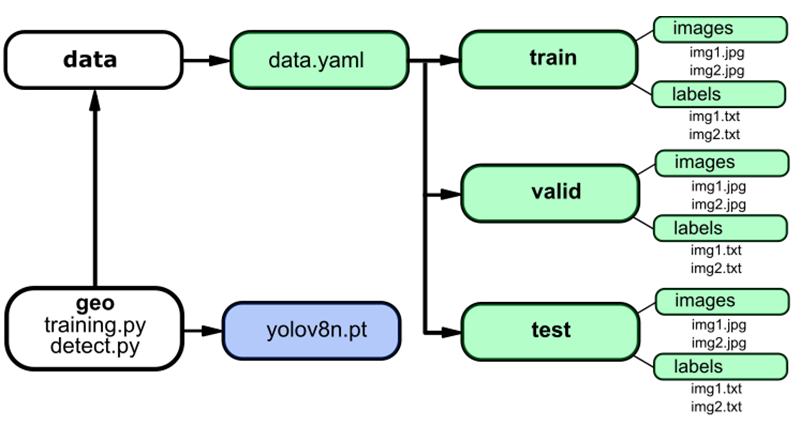 data
data.yaml
train
images
img1.jpg
img2.jpg
labels
img1.txt
img2.txt
valid
images
img1.jpg
img2.jpg
labels
img1.txt
img2.txt
geo
training.py
detect.py
yolov8n.pt
test
images
img1.jpg
img2.jpg
labels
img1.txt
img2.txt